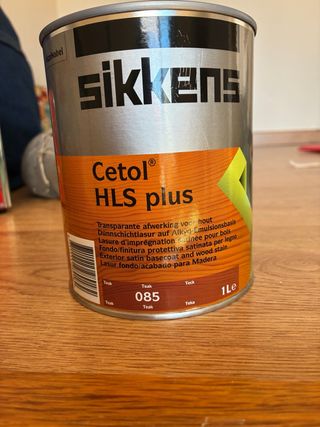 sikkens
Cetol®
HLS plus
Transparante afwerking voor hout
Dünnschichtlasur auf Alkyd-Emulsionsbasis
Lasure d'imprégnation satinée pour bois
Fondo/finitura protettiva satinata per legno
Exterior satin basecoat and wood stain
Lasur fondo/acabado para Madera
Teak Teak Teck
085 1Le
Teak Teak Teka